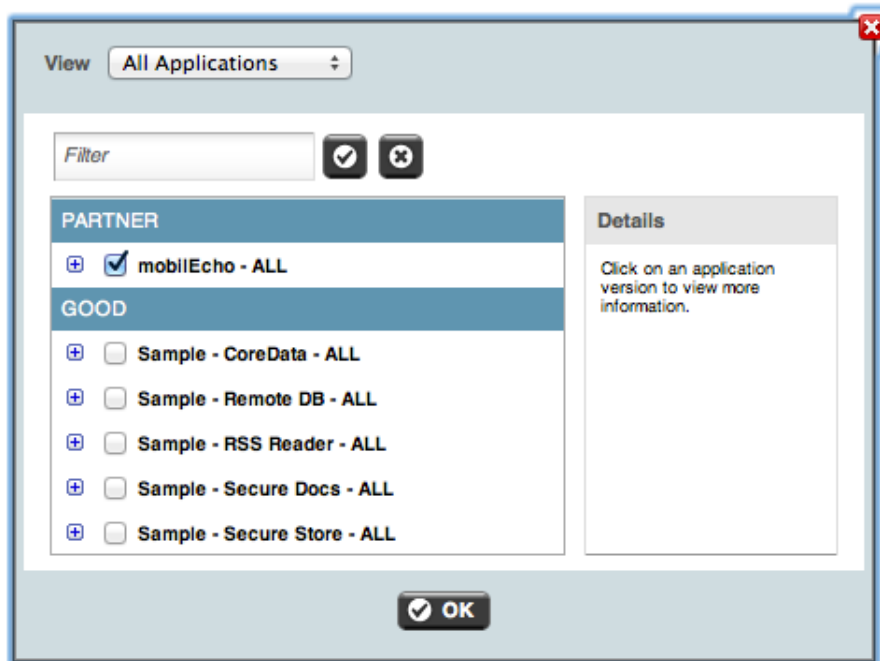 View All Applications
Filter
PARTNER
mobilEcho - ALL
GOOD
Sample - CoreData - ALL
Sample - Remote DB - ALL
Sample - RSS Reader - ALL
Sample - Secure Docs - ALL
Sample - Secure Store - ALL
Details
Click on an application
version to view more
information.
OK